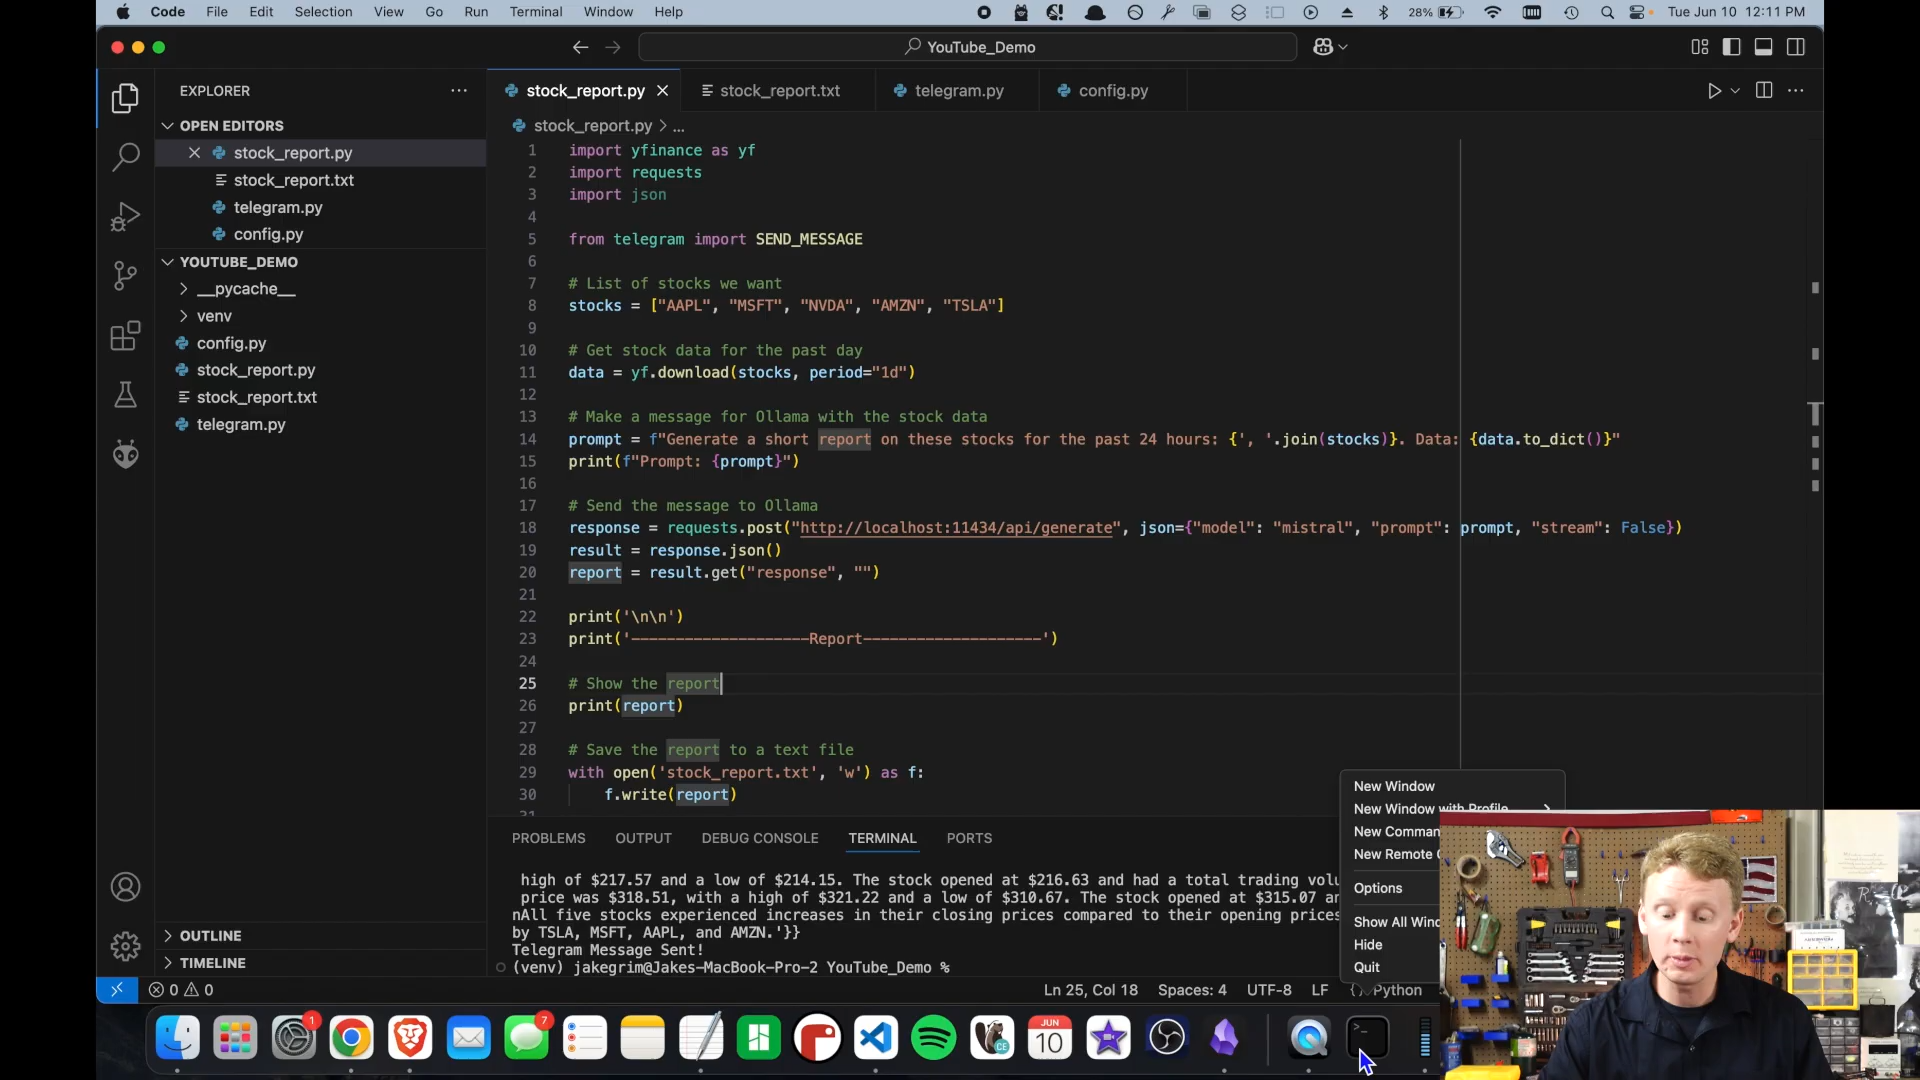 Code File Edit Selection View Go Run Terminal Window Help
28% Tue Jun 10 12:11 PM
YouTube_Demo
EXPLORER
stock_report.py stock_report.txt telegram.py config.py
OPEN EDITORS
stock_report.py > ...
stock_report.py
stock_report.txt
telegram.py
config.py
YOUTUBE_DEMO
__pycache__
venv
config.py
stock_report.py
stock_report.txt
telegram.py
OUTLINE
TIMELINE
1 import yfinance as yf
2 import requests
3 import json
4
5 from telegram import SEND_MESSAGE
6
7 # List of stocks we want
8 stocks = ["AAPL", "MSFT", "NVDA", "AMZN", "TSLA"]
9
10 # Get stock data for the past day
11 data = yf.download(stocks, period="1d")
12
13 # Make a message for Ollama with the stock data
14 prompt = f"Generate a short report on these stocks for the past 24 hours: {', '.join(stocks)}. Data: {data.to_dict()}"
15 print(f"Prompt: {prompt}")
16
17 # Send the message to Ollama
18 response = requests.post("http://localhost:11434/api/generate", json={"model": "mistral", "prompt": prompt, "stream": False})
19 result = response.json()
20 report = result.get("response", "")
21
22 print('\n\n')
23 print('--------------------Report--------------------')
24
25 # Show the report
26 print(report)
27
28 # Save the report to a text file
29 with open('stock_report.txt', 'w') as f:
30 f.write(report)
31
PROBLEMS OUTPUT DEBUG CONSOLE TERMINAL PORTS
high of $217.57 and a low of $214.15. The stock opened at $216.63 and had a total trading volu
price was $318.51, with a high of $321.22 and a low of $310.67. The stock opened at $315.07 an
nAll five stocks experienced increases in their closing prices compared to their opening prices
by TSLA, MSFT, AAPL, and AMZN.'}}
Telegram Message Sent!
(venv) jakegrim@Jakes-MacBook-Pro-2 YouTube_Demo %
New Window
New Window with Profile
New Comman
New Remote
Options
Show All Wind
Hide
Quit
0 0
Ln 25, Col 18 Spaces: 4 UTF-8 LF Python
1
7
JUN
10
CE